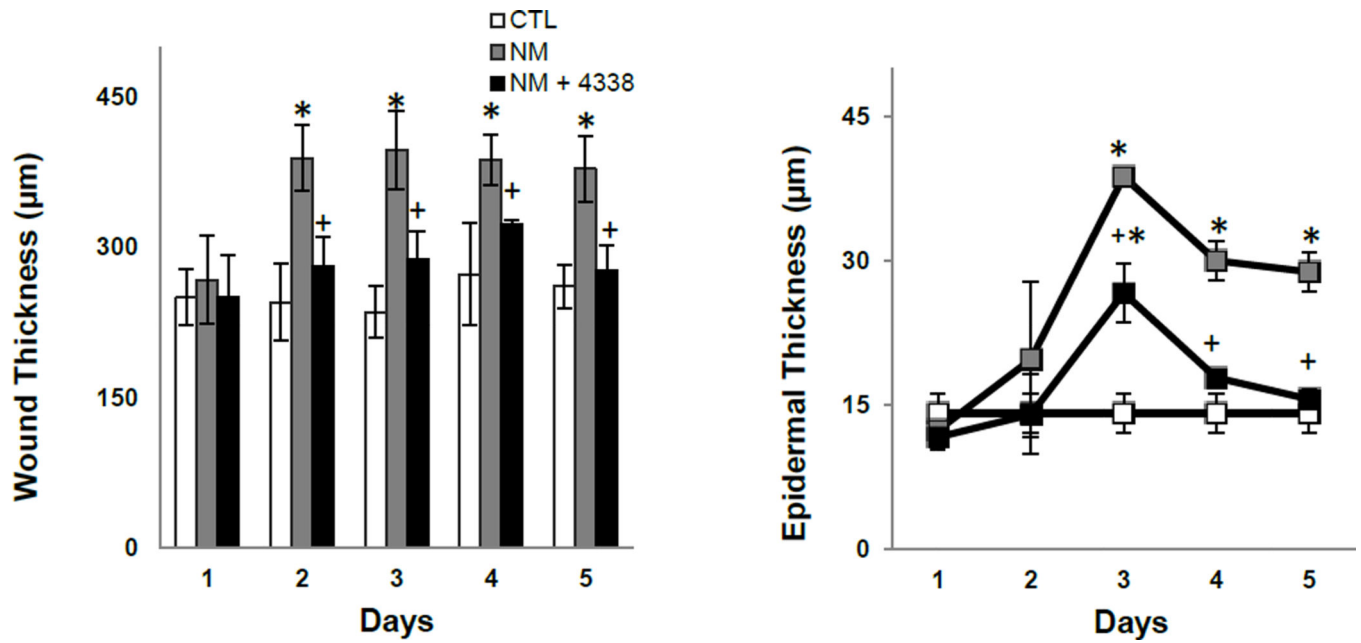 CTL
NM
NM + 4338
Wound Thickness (µm)
450
300
150
0
* * * *
+ + + +
1 2 3 4 5
Days
Epidermal Thickness (µm)
45
30
15
0
*
+* * *
+ +
1 2 3 4 5
Days